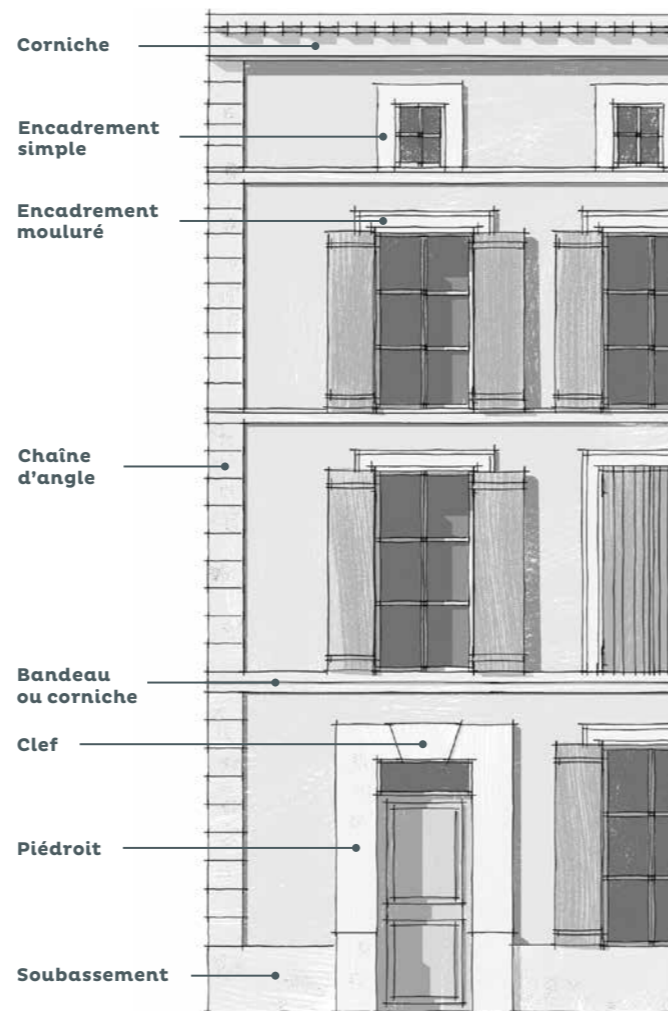 Corniche
Encadrement
simple
Encadrement
mouluré
Chaîne
d’angle
Bandeau
ou corniche
Clef
Piédroit
Soubassement